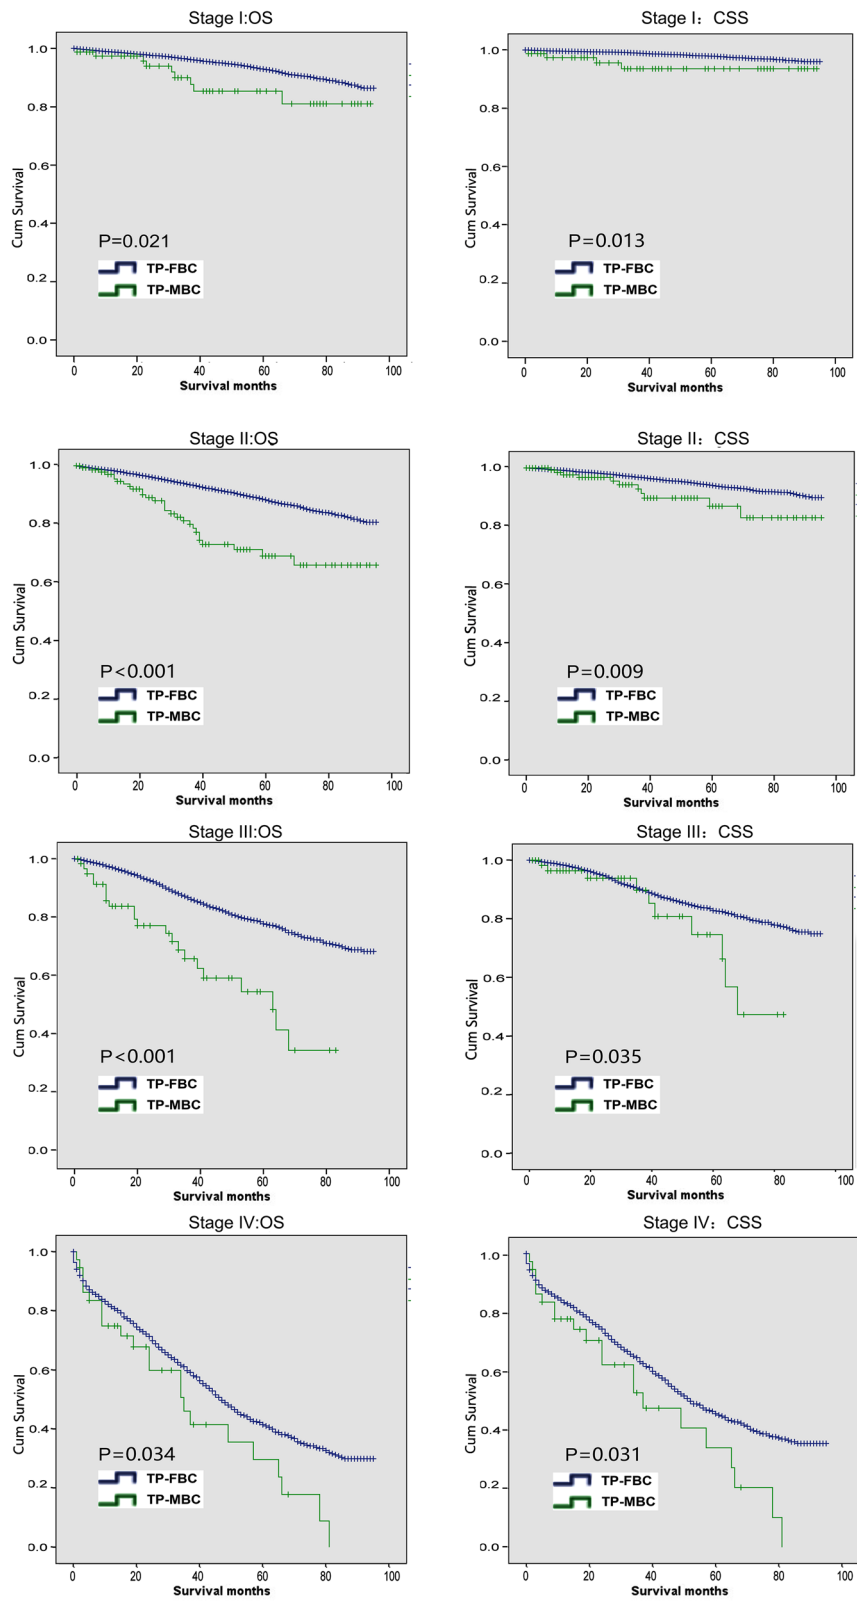 Stage I:OS
1.0
0.8
0.6
0.4
0.2
0.0
Cum Survival
P=0.021
TP-FBC
TP-MBC
0 20 40 60 80 100
Survival months
Stage I：CSS
1.0
0.8
0.6
0.4
0.2
0.0
Cum Survival
P=0.013
TP-FBC
TP-MBC
0 20 40 60 80 100
Survival months
Stage II:OS
1.0
0.8
0.6
0.4
0.2
0.0
Cum Survival
P<0.001
TP-FBC
TP-MBC
0 20 40 60 80 100
Survival months
Stage II：CSS
1.0
0.8
0.6
0.4
0.2
0.0
Cum Survival
P=0.009
TP-FBC
TP-MBC
0 20 40 60 80 100
Survival months
Stage III:OS
1.0
0.8
0.6
0.4
0.2
0.0
Cum Survival
P<0.001
TP-FBC
TP-MBC
0 20 40 60 80 100
Survival months
Stage III：CSS
1.0
0.8
0.6
0.4
0.2
0.0
Cum Survival
P=0.035
TP-FBC
TP-MBC
0 20 40 60 80 100
Survival months
Stage IV:OS
1.0
0.8
0.6
0.4
0.2
0.0
Cum Survival
P=0.034
TP-FBC
TP-MBC
0 20 40 60 80 100
Survival months
Stage IV：CSS
1.0
0.8
0.6
0.4
0.2
0.0
Cum Survival
P=0.031
TP-FBC
TP-MBC
0 20 40 60 80 100
Survival months